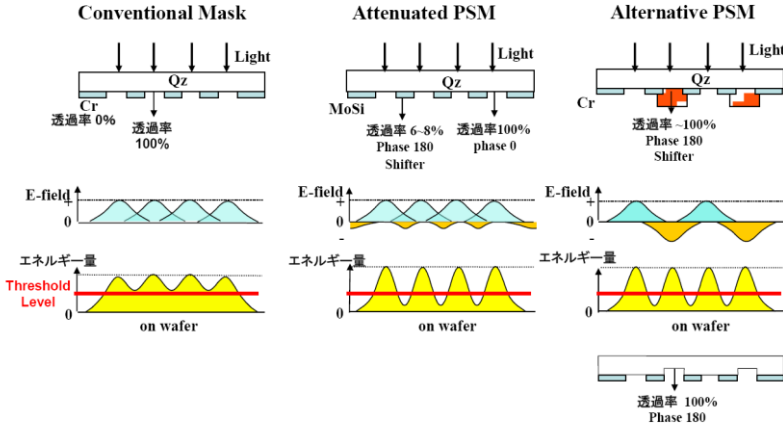 Conventional Mask
Light
Qz
Cr
透過率 0%
透過率
100%
E-field
+
0
エネルギー量
Threshold
Level
0
on wafer
Attenuated PSM
Light
Qz
MoSi
透過率 6~8%
Phase 180
Shifter
透過率100%
phase 0
E-field
+
0
-
エネルギー量
0
on wafer
Alternative PSM
Light
Qz
Cr
透過率 ~100%
Phase 180
Shifter
E-field
+
0
-
エネルギー量
0
on wafer
透過率 100%
Phase 180